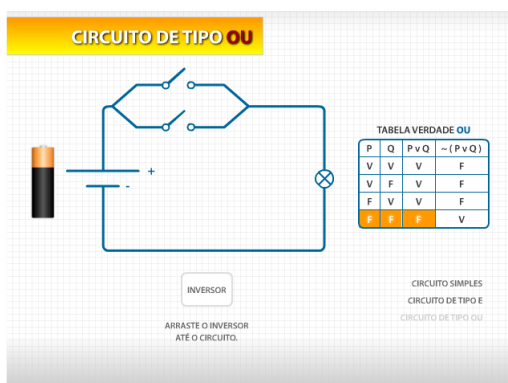 CIRCUITO DE TIPO OU
+
-
TABELA VERDADE OU
P Q P v Q ~ ( P v Q )
V V V F
V F V F
F V V F
F F F V
INVERSOR
ARRASTE O INVERSOR
ATÉ O CIRCUITO.
CIRCUITO SIMPLES
CIRCUITO DE TIPO E
CIRCUITO DE TIPO OU